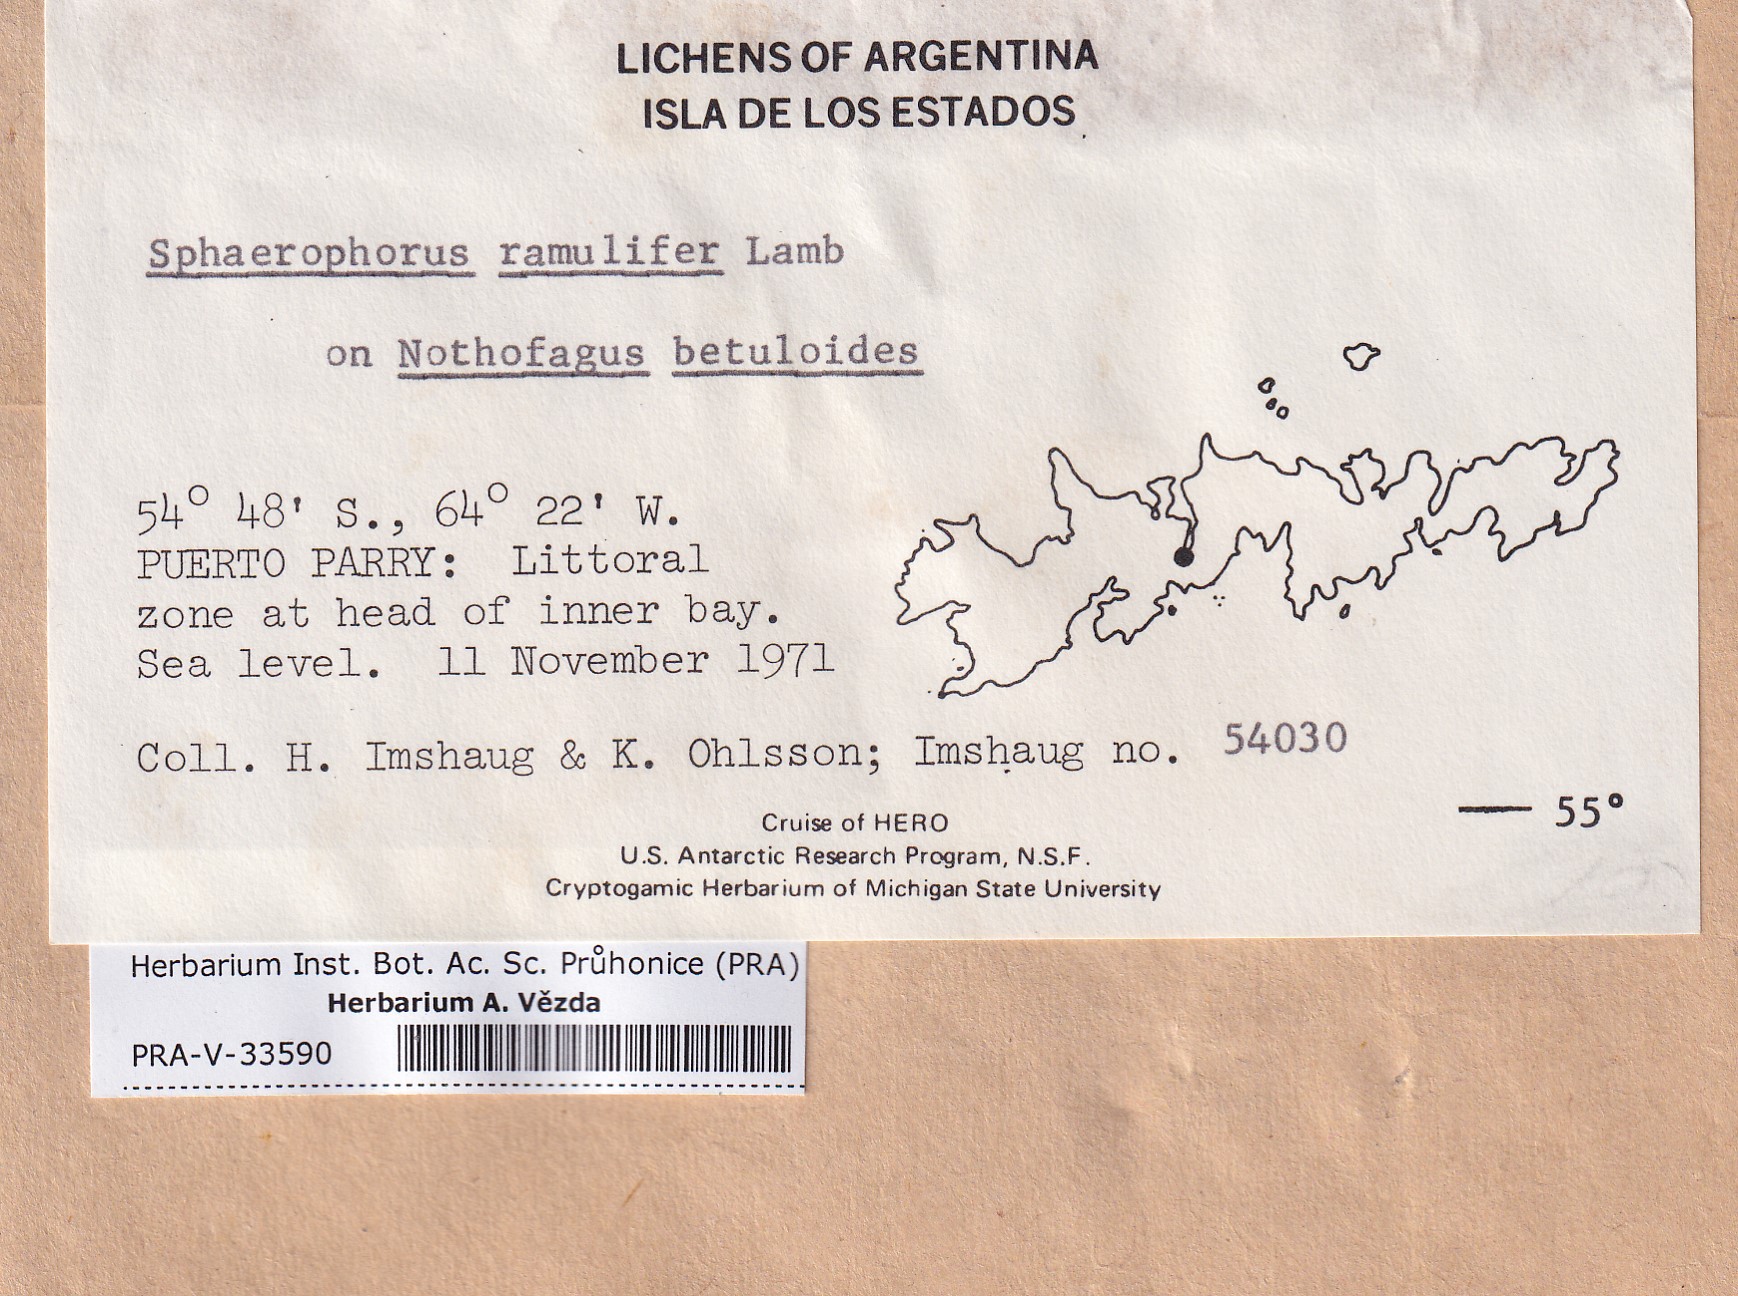 LICHENS OF ARGENTINA
ISLA DE LOS ESTADOS
Sphaerophorus ramulifer Lamb
on Nothofagus betuloides
54° 48' S., 64° 22' W.
PUERTO PARRY: Littoral
zone at head of inner bay.
Sea level. 11 November 1971
Coll. H. Imshaug & K. Ohlsson; Imshaug no. 54030
55°
Cruise of HERO
U.S. Antarctic Research Program, N.S.F.
Cryptogamic Herbarium of Michigan State University
Herbarium Inst. Bot. Ac. Sc. Průhonice (PRA)
Herbarium A. Vězda
PRA-V-33590